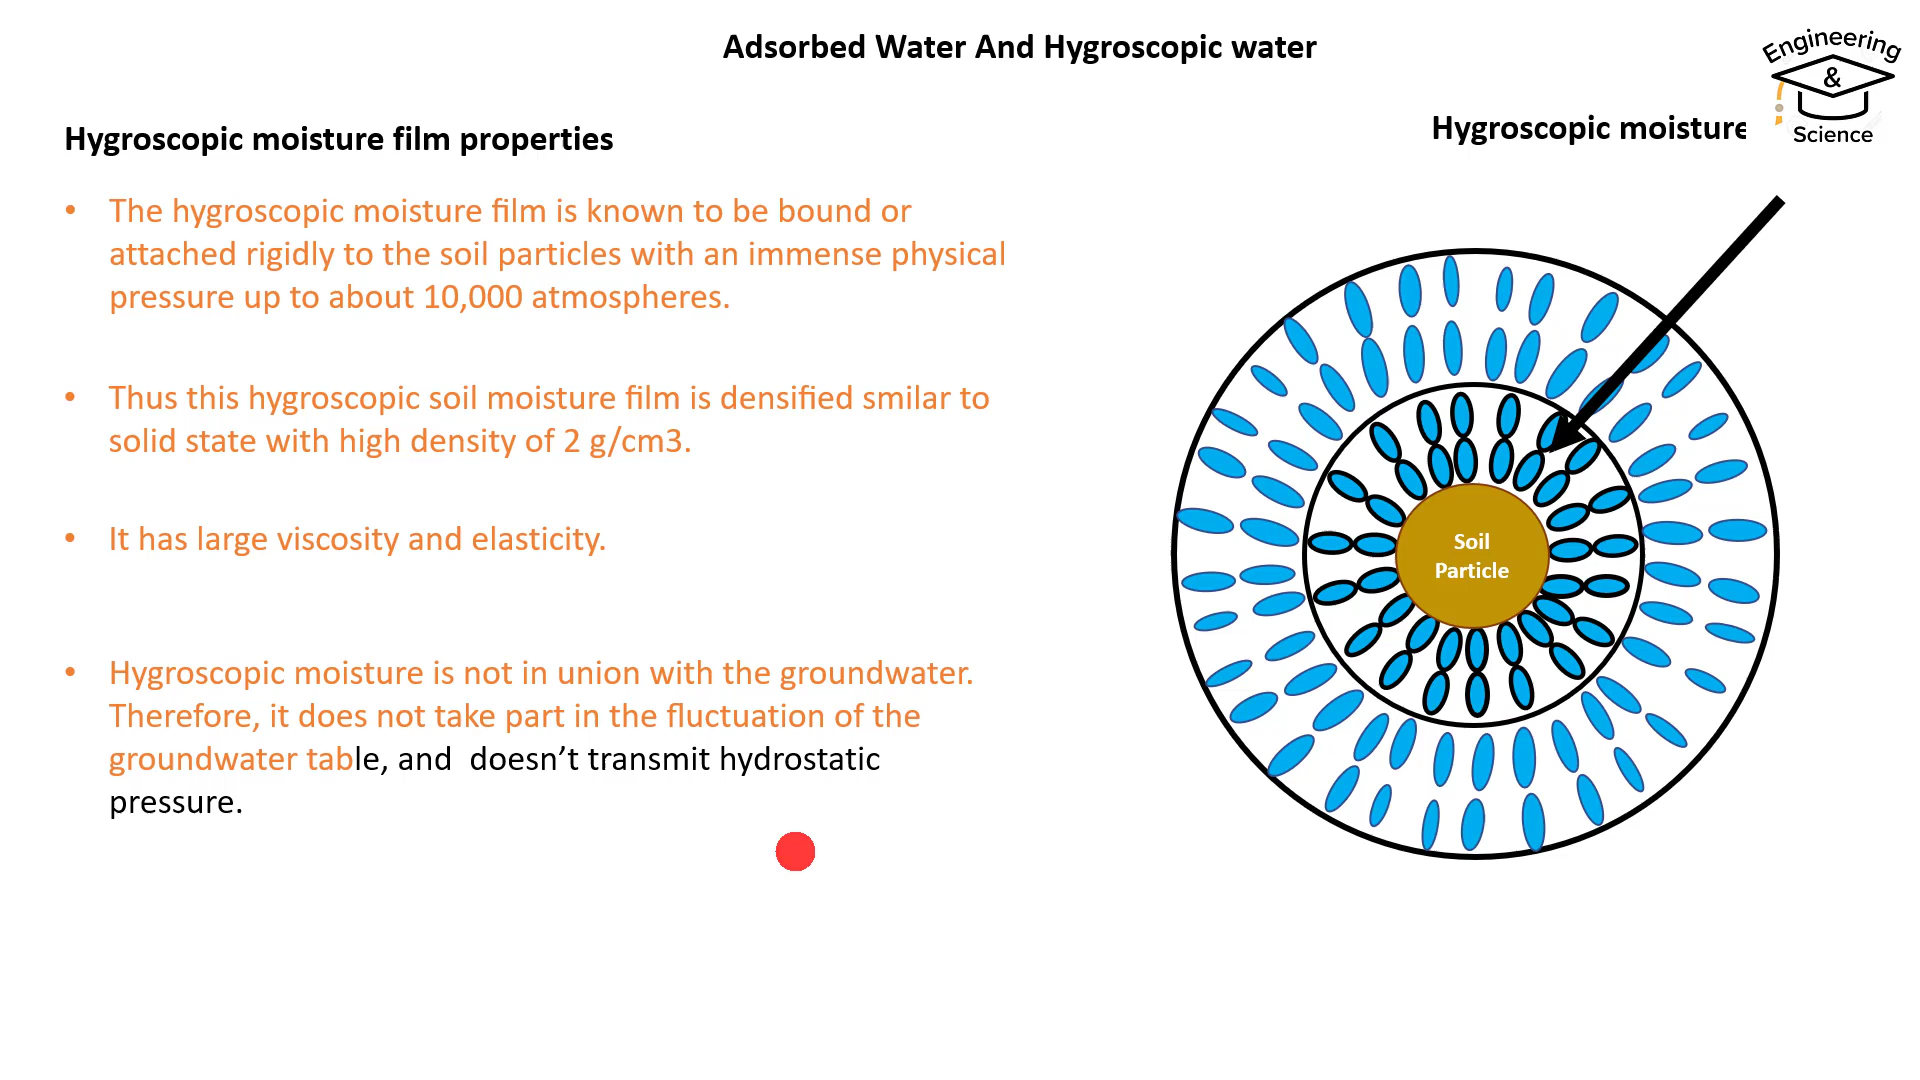 Adsorbed Water And Hygroscopic water
Engineering
&
Science
Hygroscopic moisture film properties
• The hygroscopic moisture film is known to be bound or
attached rigidly to the soil particles with an immense physical
pressure up to about 10,000 atmospheres.
• Thus this hygroscopic soil moisture film is densified smilar to
solid state with high density of 2 g/cm3.
• It has large viscosity and elasticity.
• Hygroscopic moisture is not in union with the groundwater.
Therefore, it does not take part in the fluctuation of the
groundwater table, and  doesn’t transmit hydrostatic
pressure.
Hygroscopic moisture
Soil
Particle